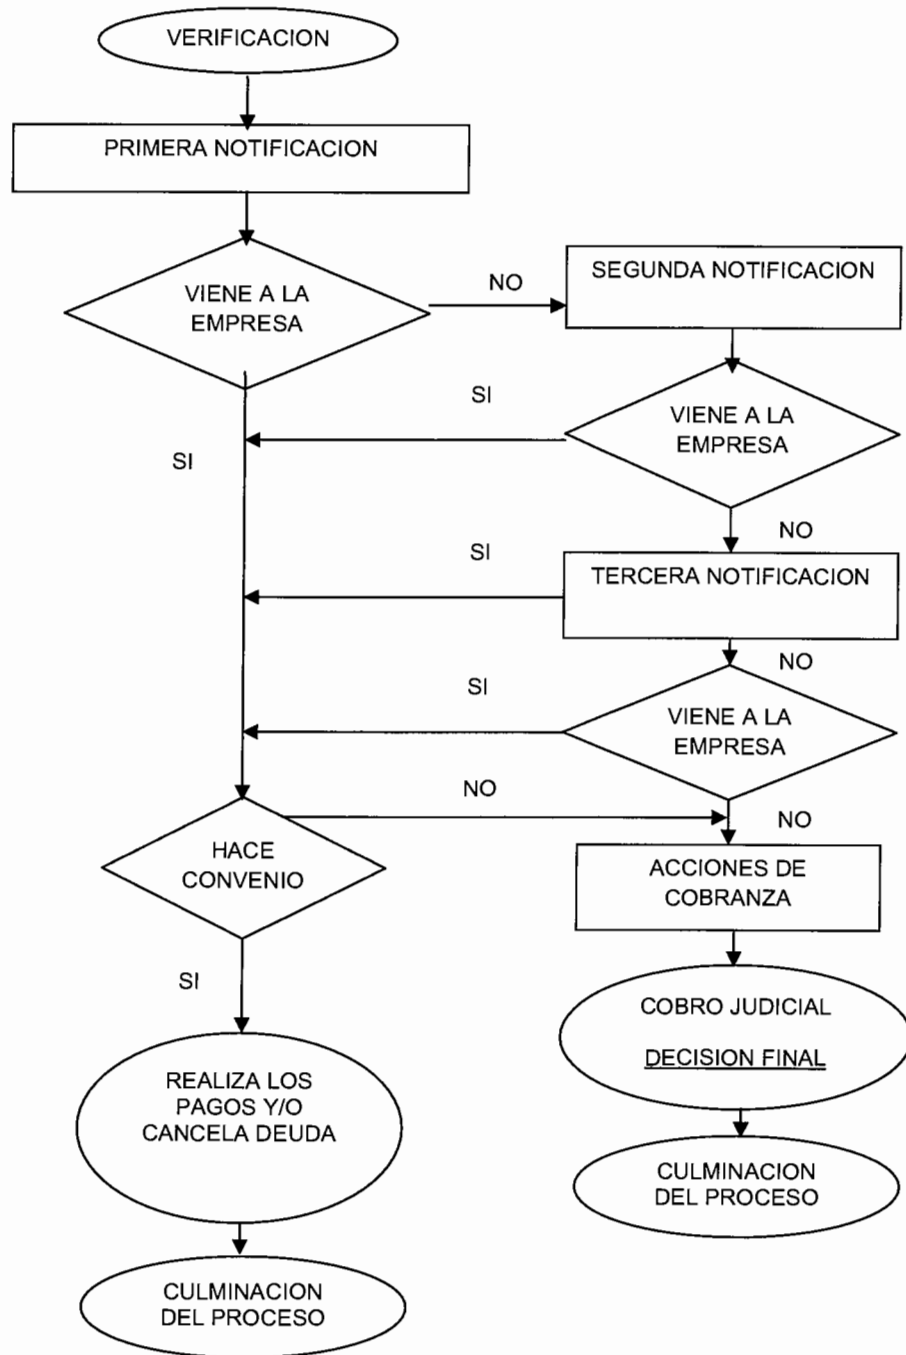 VERIFICACION
PRIMERA NOTIFICACION
VIENE A LA
EMPRESA
NO
SEGUNDA NOTIFICACION
SI
VIENE A LA
EMPRESA
SI
NO
SI
TERCERA NOTIFICACION
NO
SI
VIENE A LA
EMPRESA
NO
NO
HACE
CONVENIO
ACCIONES DE
COBRANZA
SI
COBRO JUDICIAL
DECISION FINAL
REALIZA LOS
PAGOS Y/O
CANCELA DEUDA
CULMINACION
DEL PROCESO
CULMINACION
DEL PROCESO